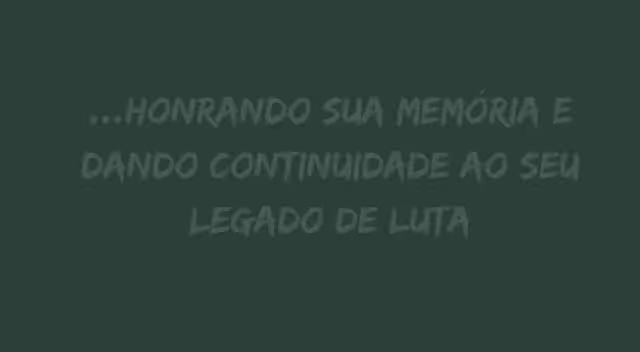 ...HONRANDO SUA MEMÓRIA E
DANDO CONTINUIDADE AO SEU
LEGADO DE LUTA